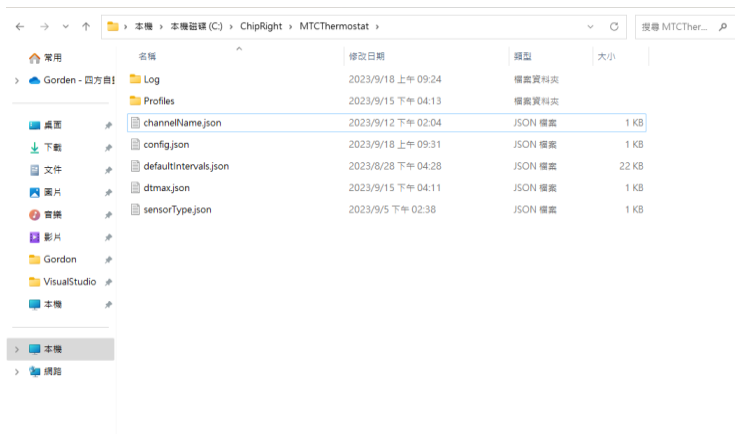 本機 › 本機磁碟 (C:) › ChipRight › MTCThermostat ›
搜尋 MTCTher...
名稱 修改日期 類型 大小
常用
Gorden - 四方自
Log 2023/9/18 上午 09:24 檔案資料夾
Profiles 2023/9/15 下午 04:13 檔案資料夾
channelName.json 2023/9/12 下午 02:04 JSON 檔案 1 KB
config.json 2023/9/18 上午 09:31 JSON 檔案 1 KB
defaultIntervals.json 2023/8/28 下午 04:28 JSON 檔案 22 KB
dtmax.json 2023/9/15 下午 04:11 JSON 檔案 1 KB
sensorType.json 2023/9/5 下午 02:38 JSON 檔案 1 KB
桌面
下載
文件
圖片
音樂
影片
Gordon
VisualStudio
本機
本機
網路